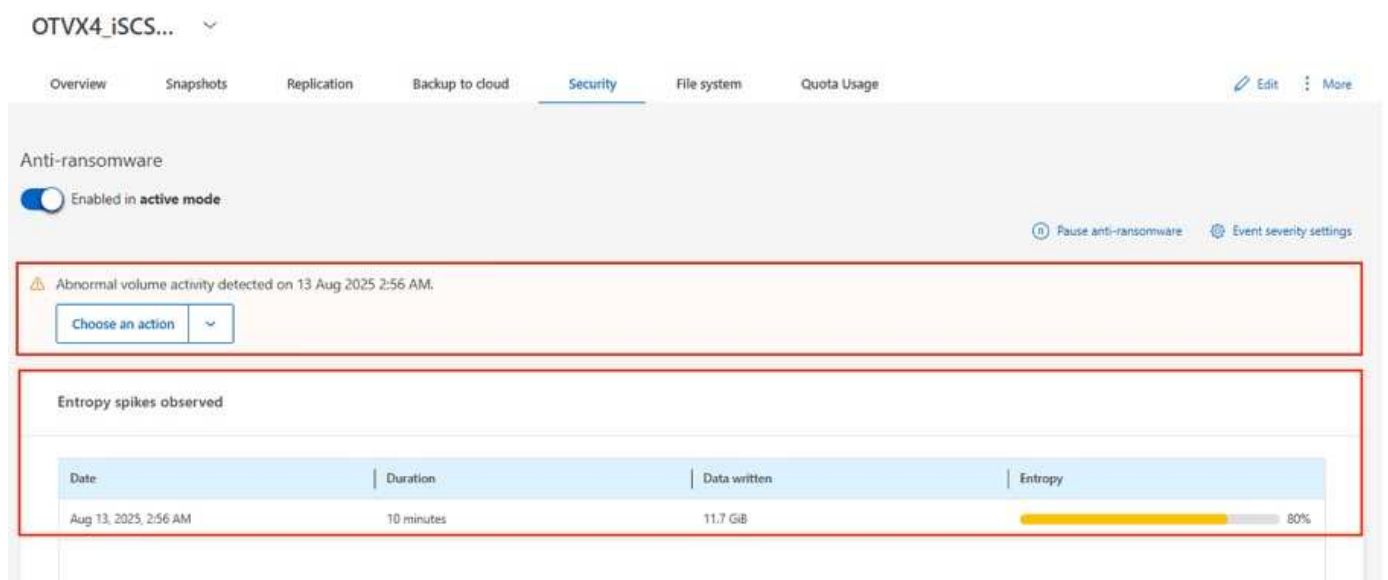 OTVX4_iSCS...
Overview Snapshots Replication Backup to cloud Security File system Quota Usage Edit More
Anti-ransomware
Enabled in active mode
Pause anti-ransomware Event severity settings
Abnormal volume activity detected on 13 Aug 2025 2:56 AM.
Choose an action
Entropy spikes observed
Date Duration Data written Entropy
Aug 13, 2025, 2:56 AM 10 minutes 11.7 GiB 80%